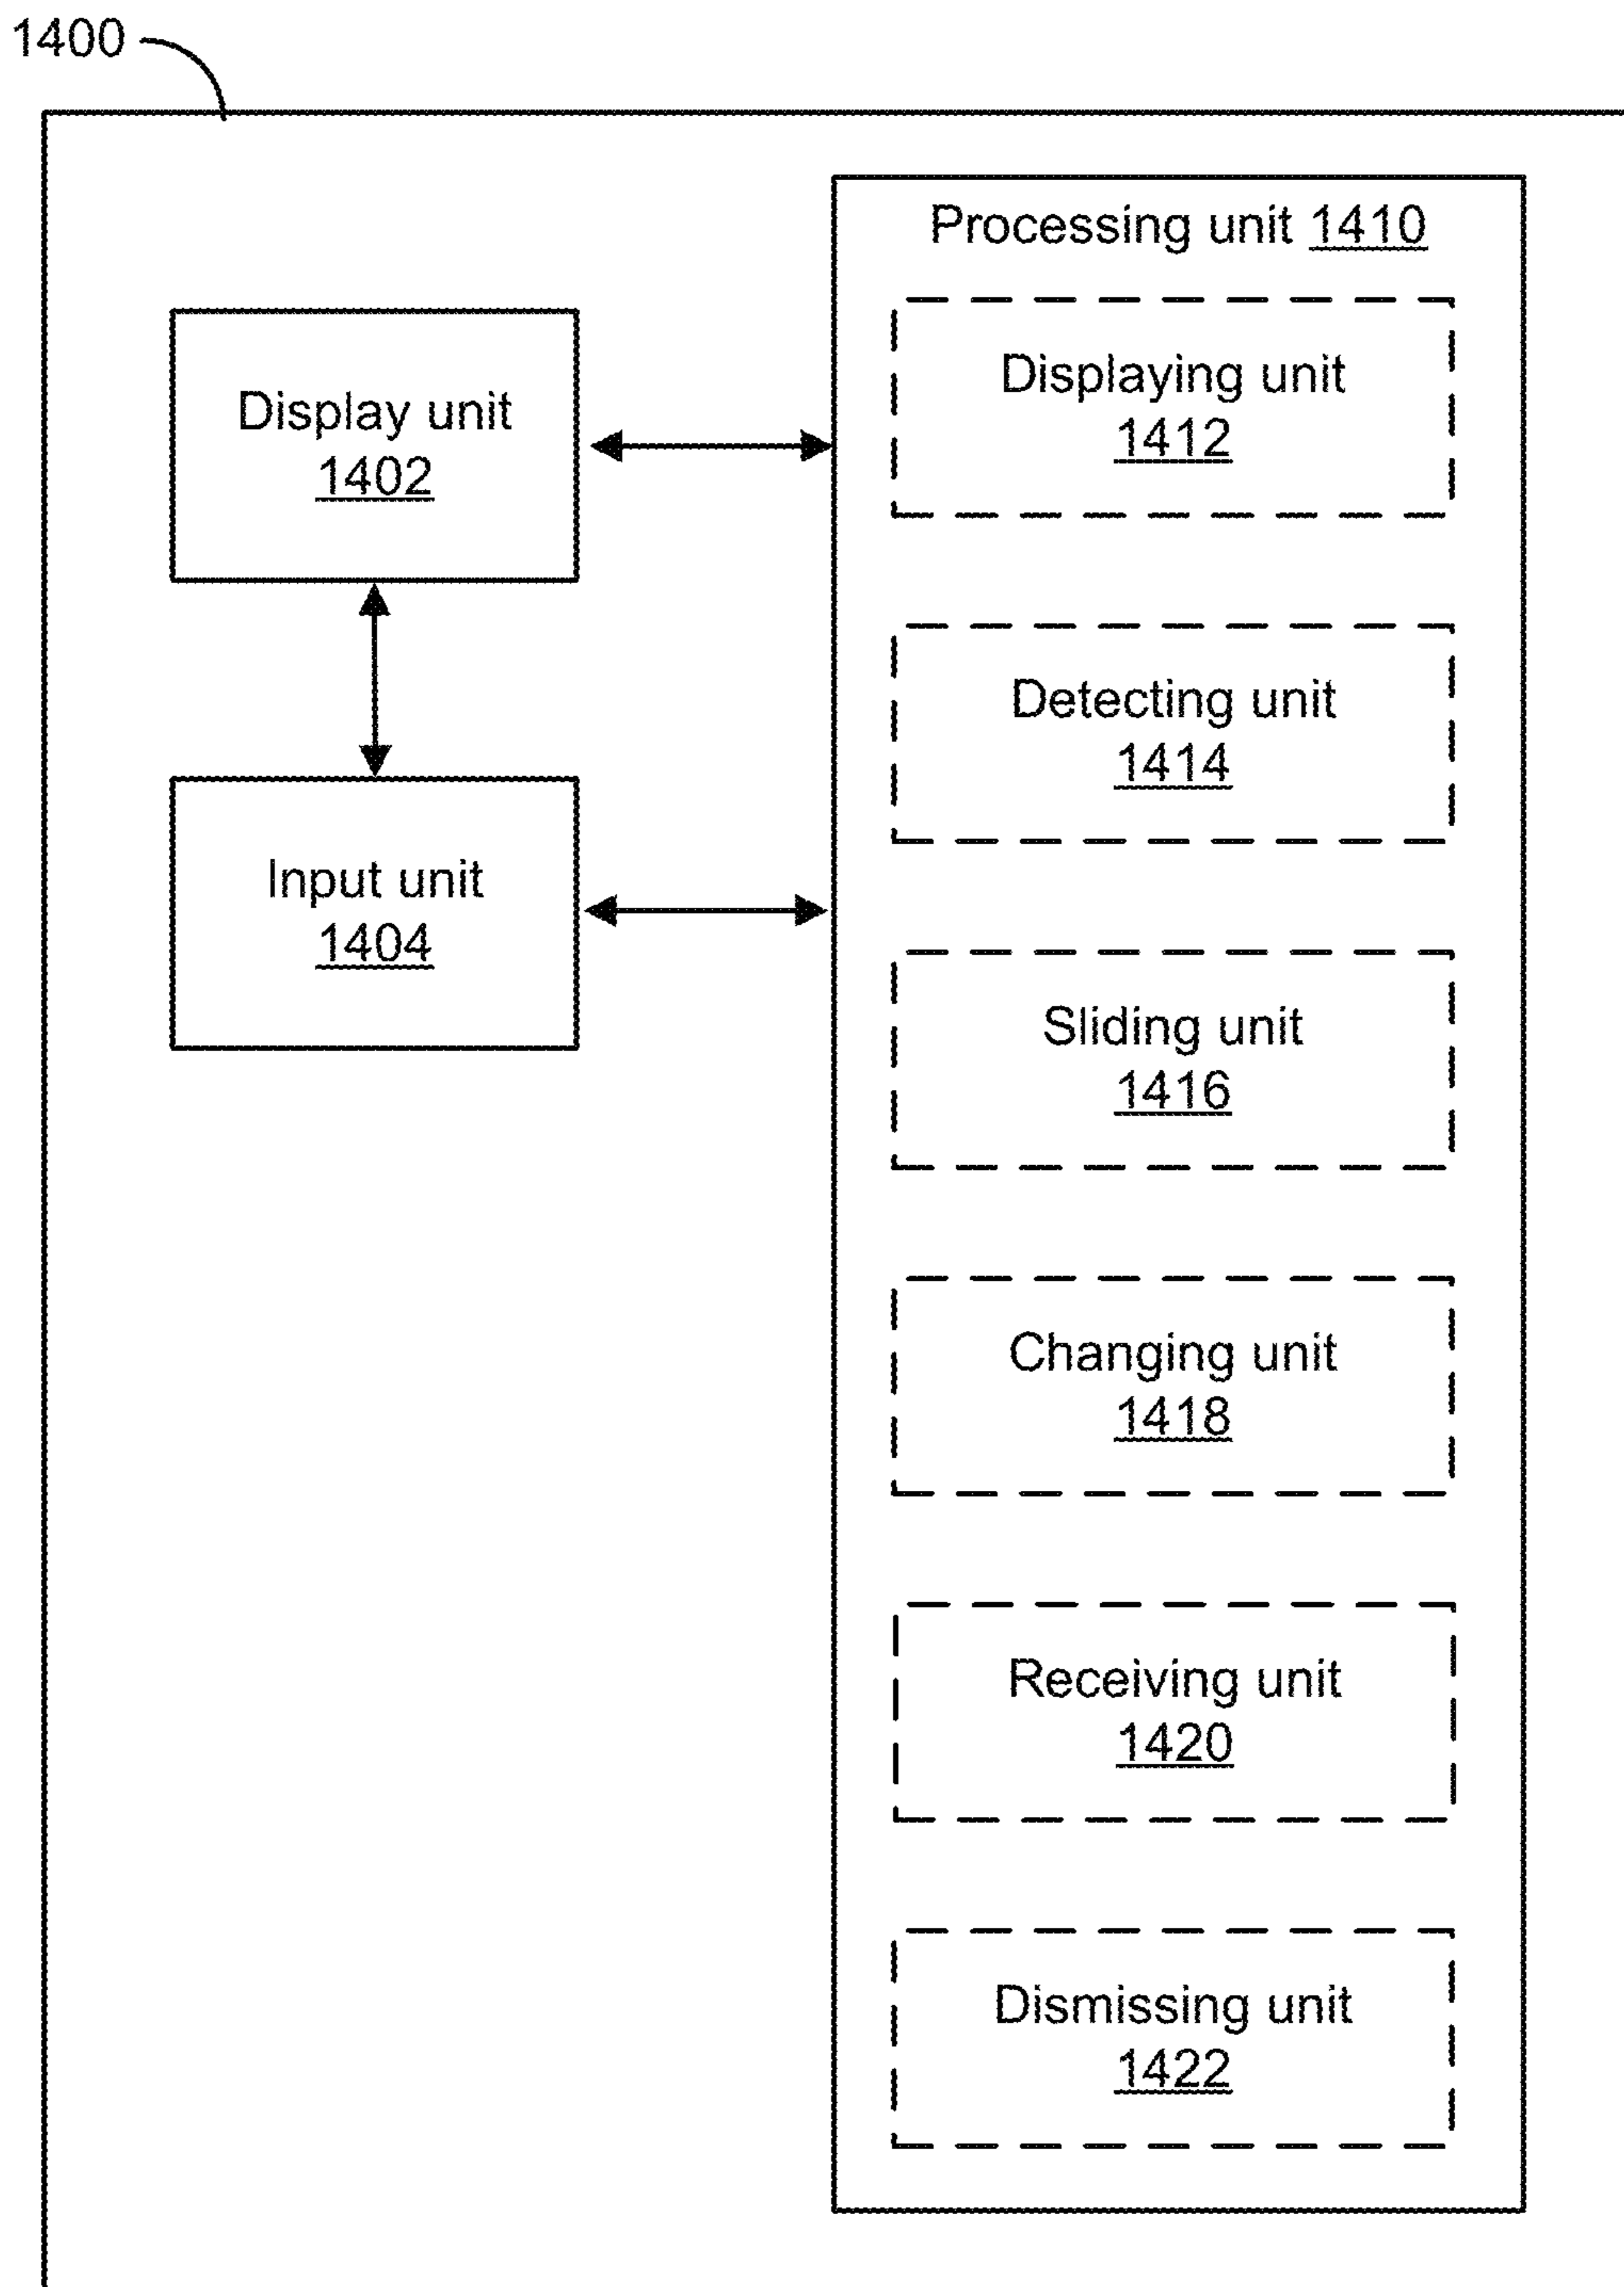 1400
Processing unit 1410
Display unit
1402
Input unit
1404
Displaying unit
1412
Detecting unit
1414
Sliding unit
1416
Changing unit
1418
Receiving unit
1420
Dismissing unit
1422